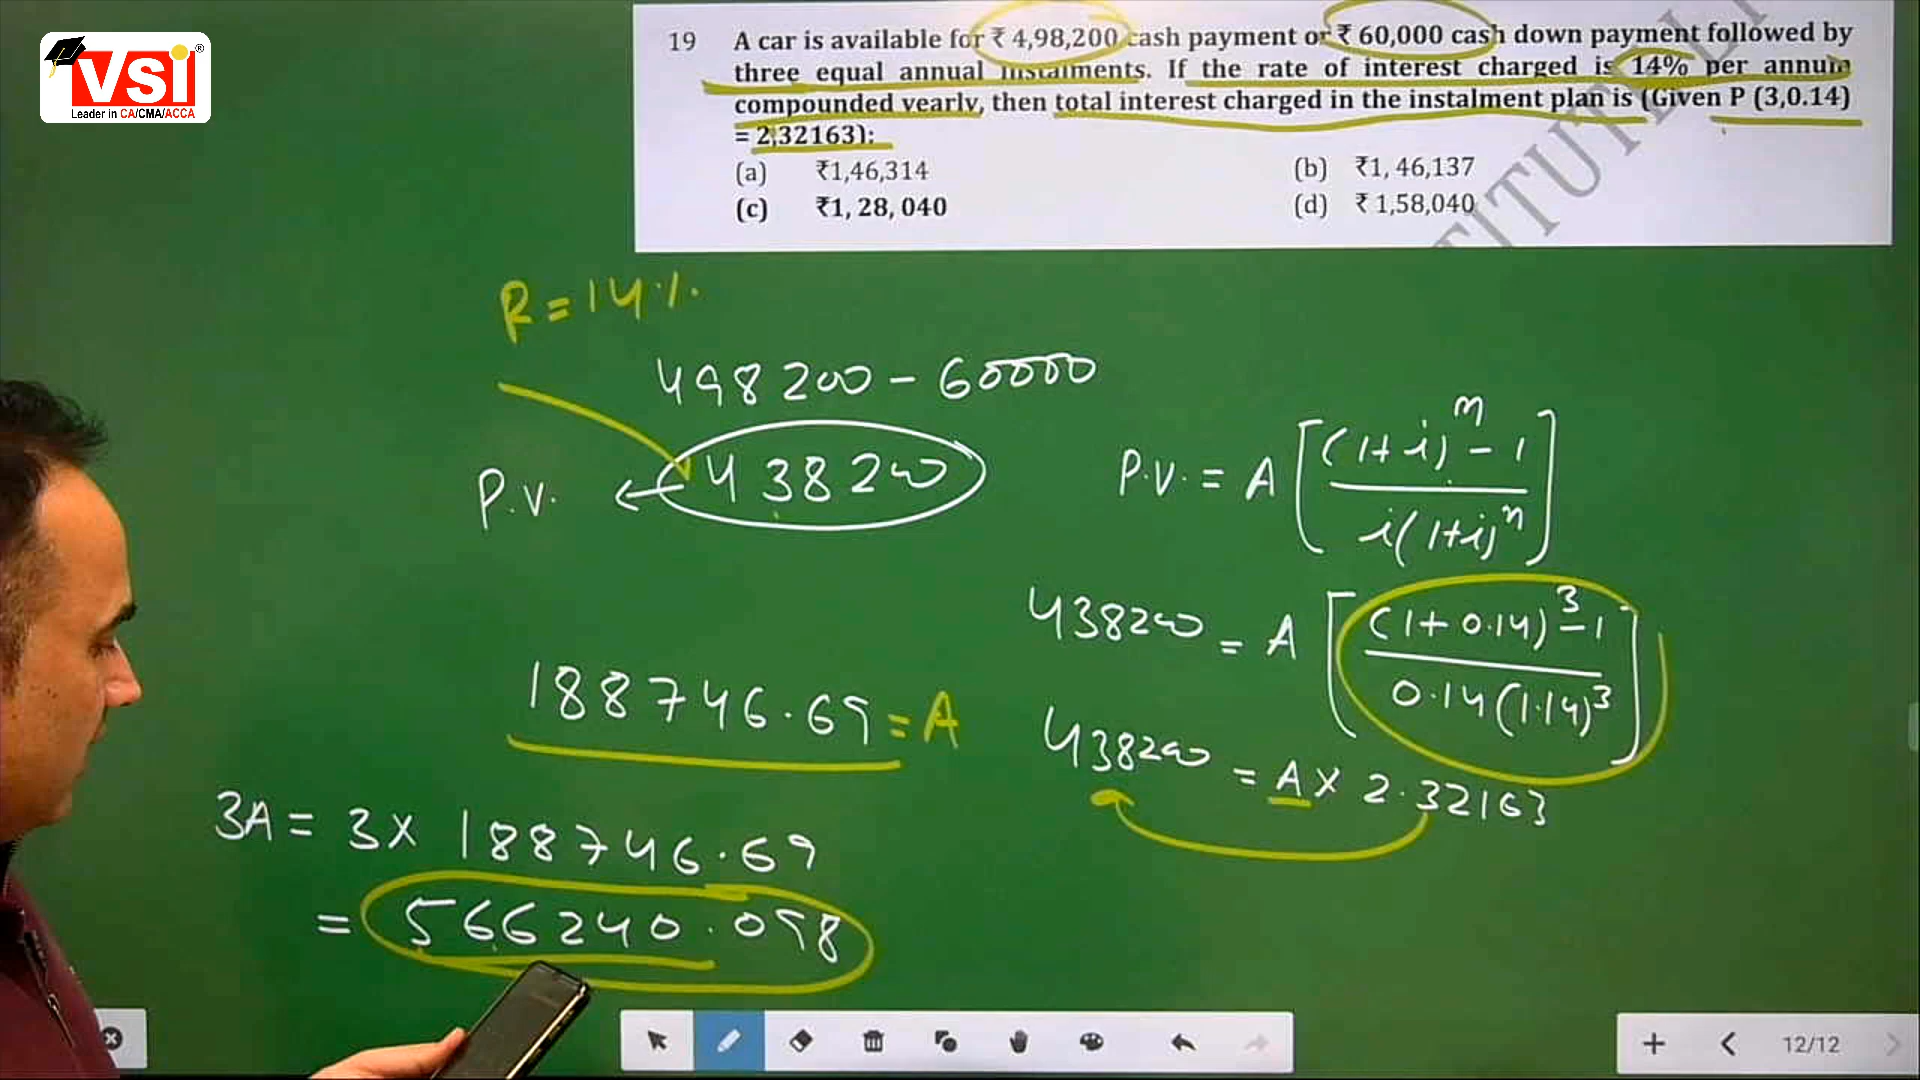 VSI®
Leader in CA/CMA/ACCA
19 A car is available for ₹ 4,98,200 cash payment or ₹ 60,000 cash down payment followed by
three equal annual instalments. If the rate of interest charged is 14% per annum
compounded yearly, then total interest charged in the instalment plan is (Given P (3,0.14)
= 2,32163):
(a) ₹1,46,314 (b) ₹1, 46,137
(c) ₹1, 28, 040 (d) ₹ 1,58,040
R = 14%
498200 - 60000
P.V. ← 438200
P.V. = A [(1+i)^n - 1 / i(1+i)^n]
438200 = A [(1+0.14)^3 - 1 / 0.14(1.14)^3]
438200 = A × 2.32163
188746.69 = A
3A = 3 × 188746.69
= 566240.098
12/12